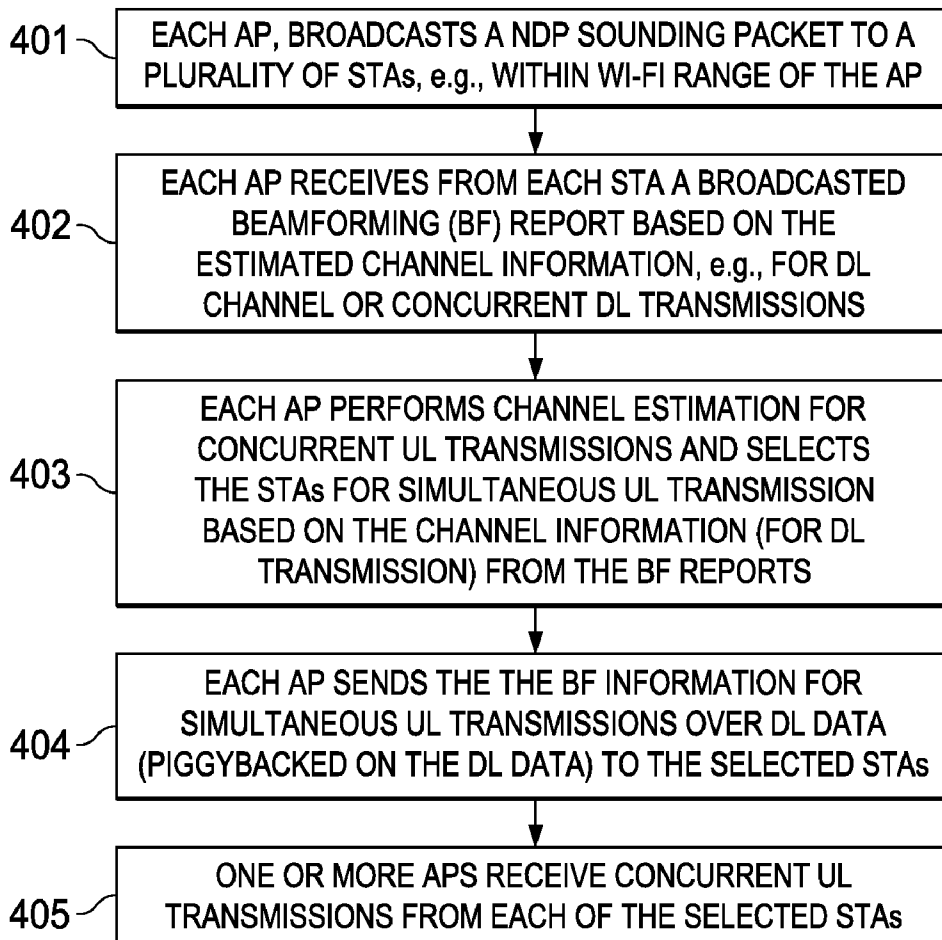 401
EACH AP, BROADCASTS A NDP SOUNDING PACKET TO A
PLURALITY OF STAs, e.g., WITHIN WI-FI RANGE OF THE AP
402
EACH AP RECEIVES FROM EACH STA A BROADCASTED
BEAMFORMING (BF) REPORT BASED ON THE
ESTIMATED CHANNEL INFORMATION, e.g., FOR DL
CHANNEL OR CONCURRENT DL TRANSMISSIONS
403
EACH AP PERFORMS CHANNEL ESTIMATION FOR
CONCURRENT UL TRANSMISSIONS AND SELECTS
THE STAs FOR SIMULTANEOUS UL TRANSMISSION
BASED ON THE CHANNEL INFORMATION (FOR DL
TRANSMISSION) FROM THE BF REPORTS
404
EACH AP SENDS THE THE BF INFORMATION FOR
SIMULTANEOUS UL TRANSMISSIONS OVER DL DATA
(PIGGYBACKED ON THE DL DATA) TO THE SELECTED STAs
405
ONE OR MORE APS RECEIVE CONCURRENT UL
TRANSMISSIONS FROM EACH OF THE SELECTED STAs